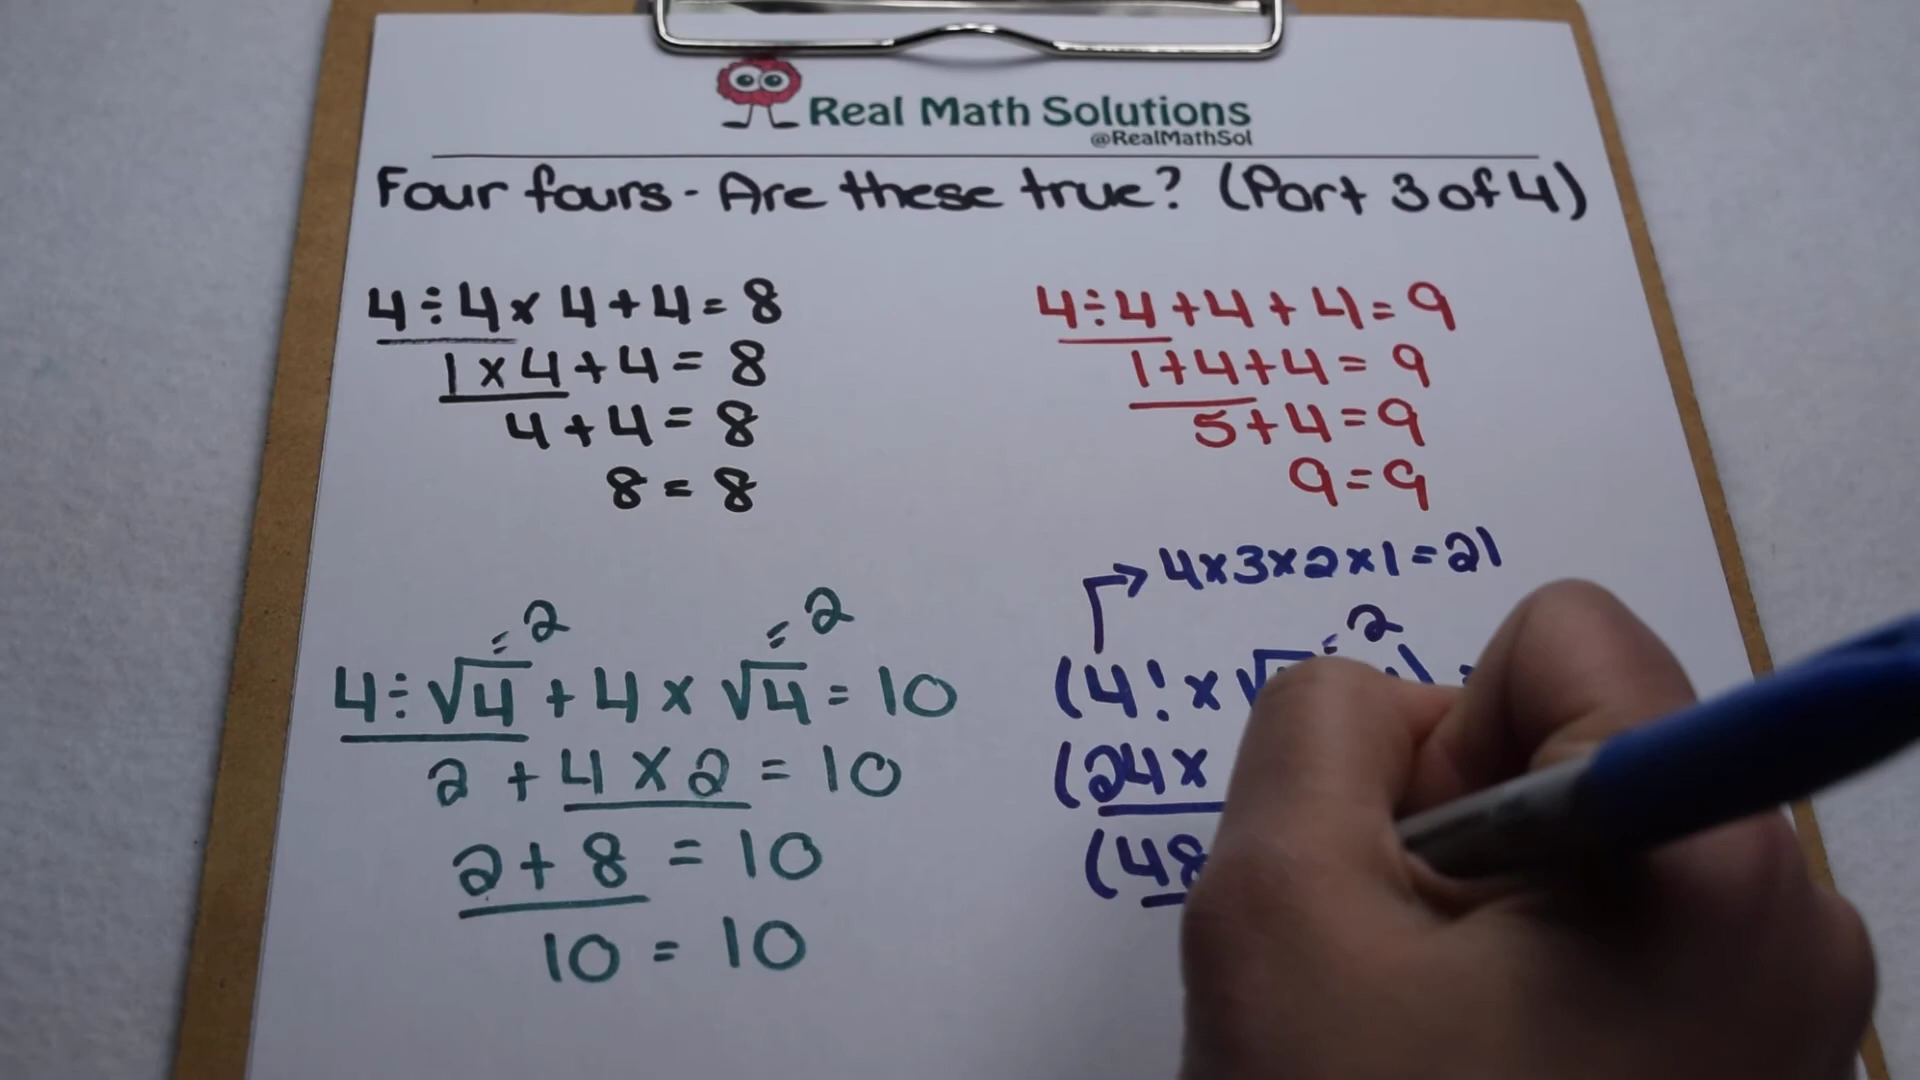 Real Math Solutions
@RealMathSol
Four fours - Are these true? (Part 3 of 4)
4 ÷ 4 x 4 + 4 = 8
1 x 4 + 4 = 8
4 + 4 = 8
8 = 8
4 ÷ 4 + 4 + 4 = 9
1 + 4 + 4 = 9
5 + 4 = 9
9 = 9
= 2
= 2
4 ÷ √4 + 4 x √4 = 10
2 + 4 x 2 = 10
2 + 8 = 10
10 = 10
4 x 3 x 2 x 1 = 2
= 2
(4! x √
(24 x
(48